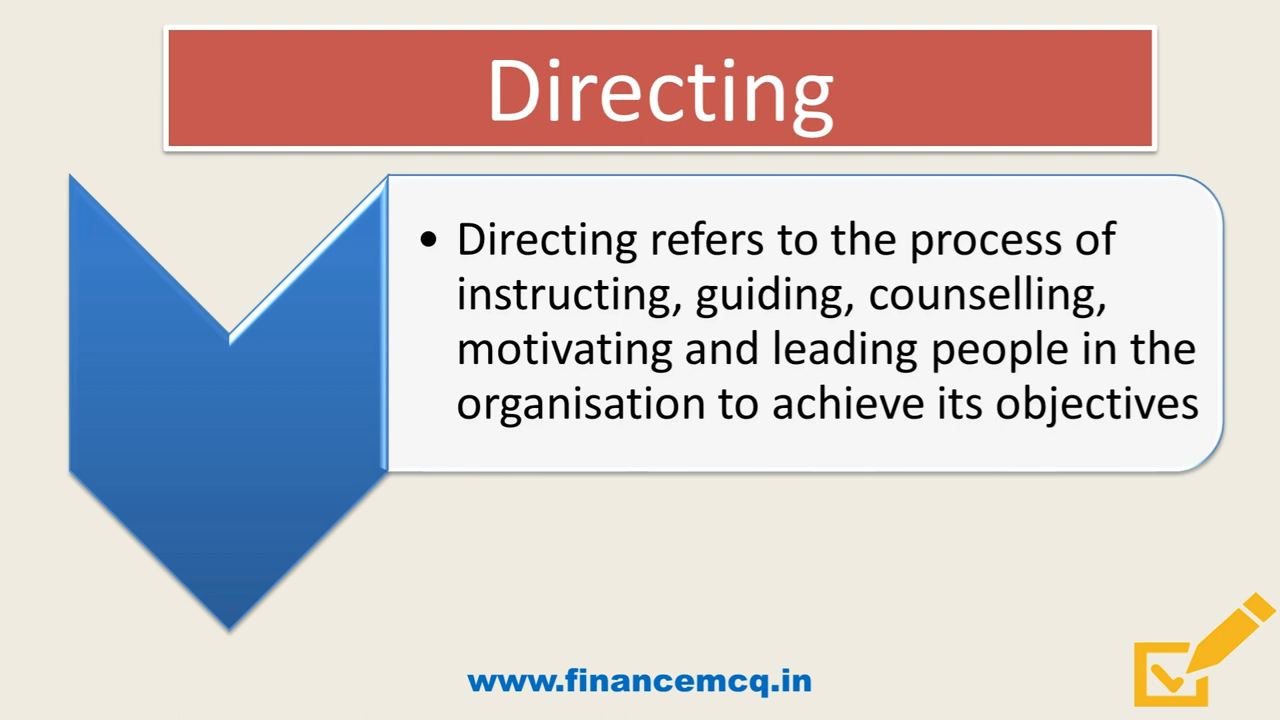 Directing
• Directing refers to the process of
instructing, guiding, counselling,
motivating and leading people in the
organisation to achieve its objectives
www.financemcq.in